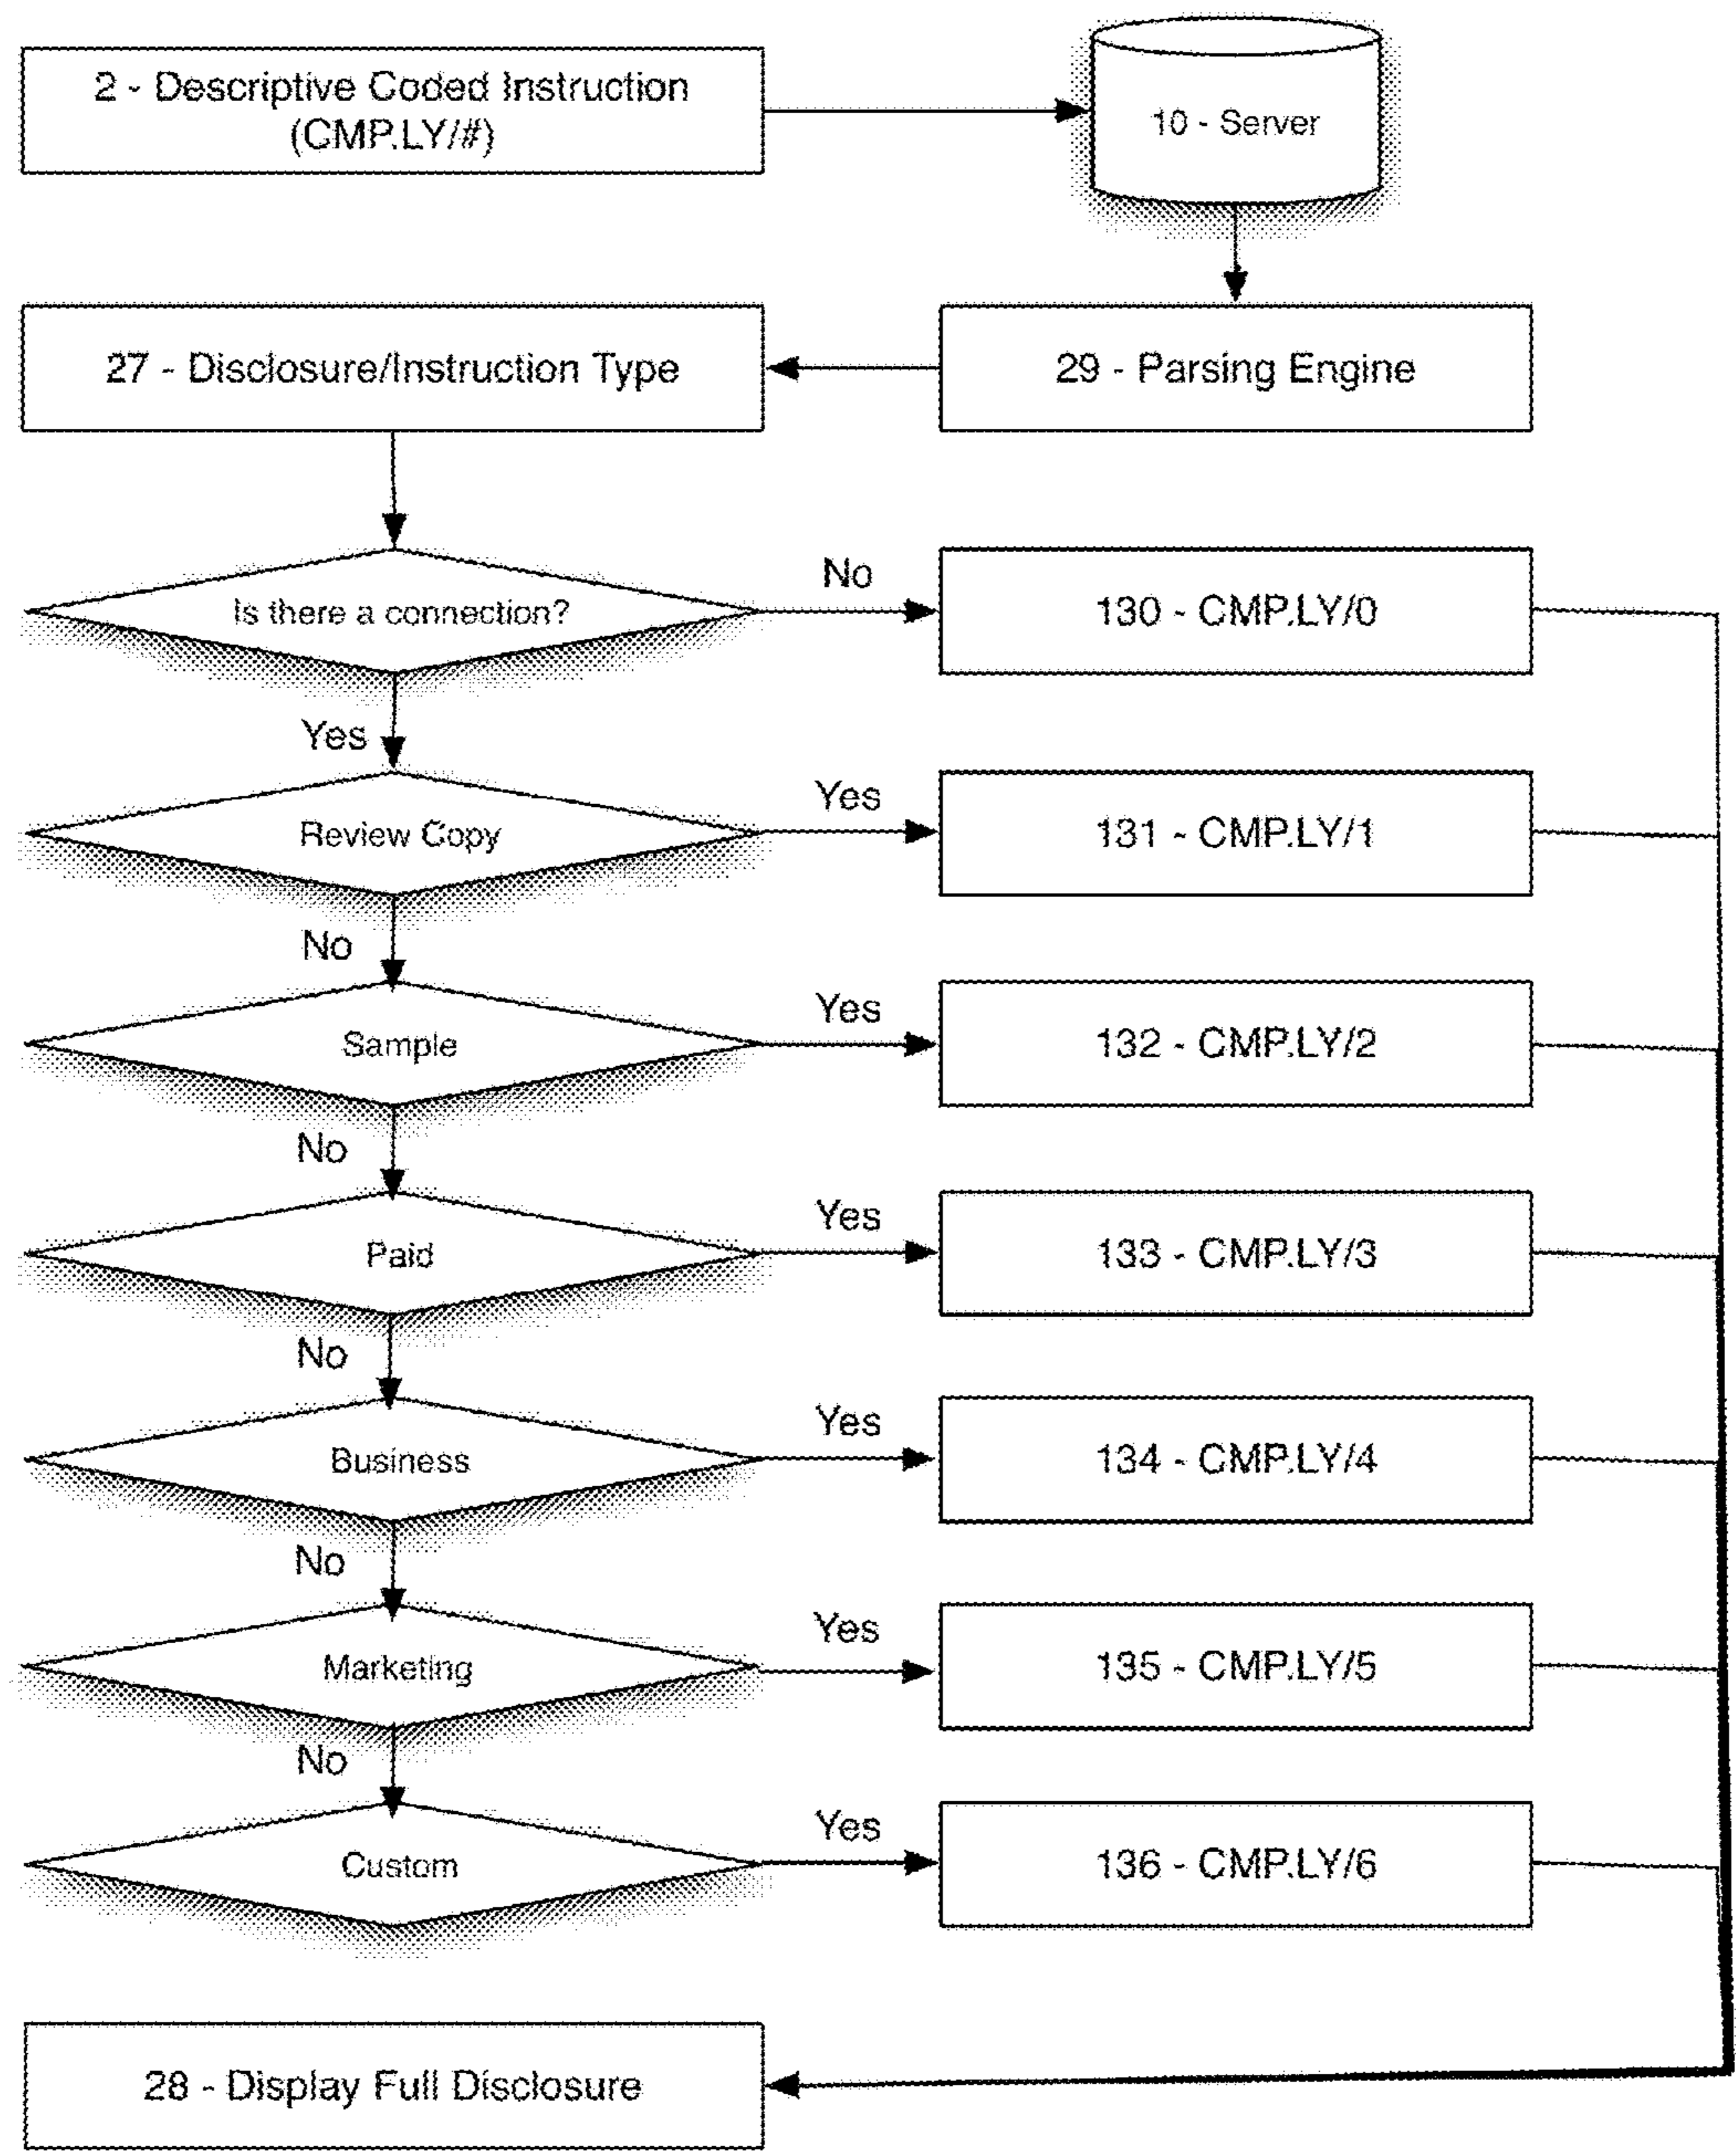 2 - Descriptive Coded Instruction
(CMP.LY/#)
10 - Server
27 - Disclosure/Instruction Type
29 - Parsing Engine
Is there a connection?
No
130 - CMP.LY/0
Yes
Review Copy
Yes
131 - CMP.LY/1
No
Sample
Yes
132 - CMP.LY/2
No
Paid
Yes
133 - CMP.LY/3
No
Business
Yes
134 - CMP.LY/4
No
Marketing
Yes
135 - CMP.LY/5
No
Custom
Yes
136 - CMP.LY/6
28 - Display Full Disclosure